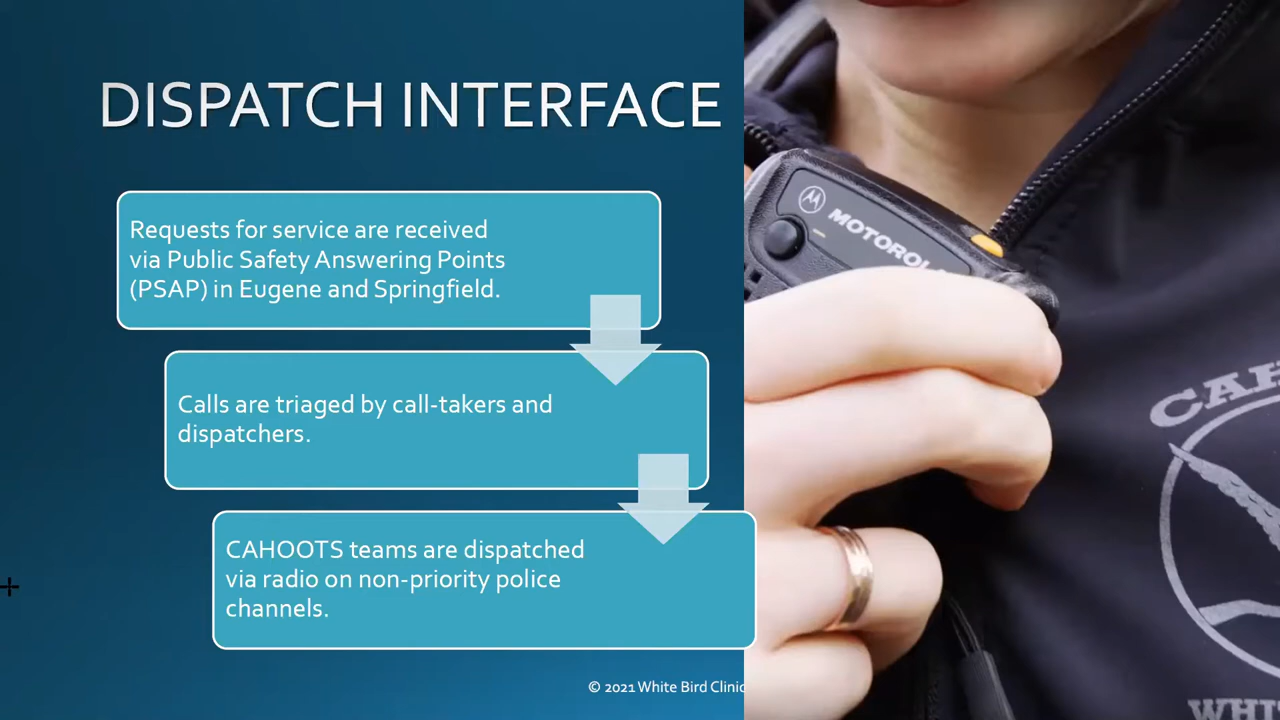 DISPATCH INTERFACE
Requests for service are received
via Public Safety Answering Points
(PSAP) in Eugene and Springfield.
Calls are triaged by call-takers and
dispatchers.
CAHOOTS teams are dispatched
via radio on non-priority police
channels.
© 2021 White Bird Clinic
MOTOROLA
CAH
WHI